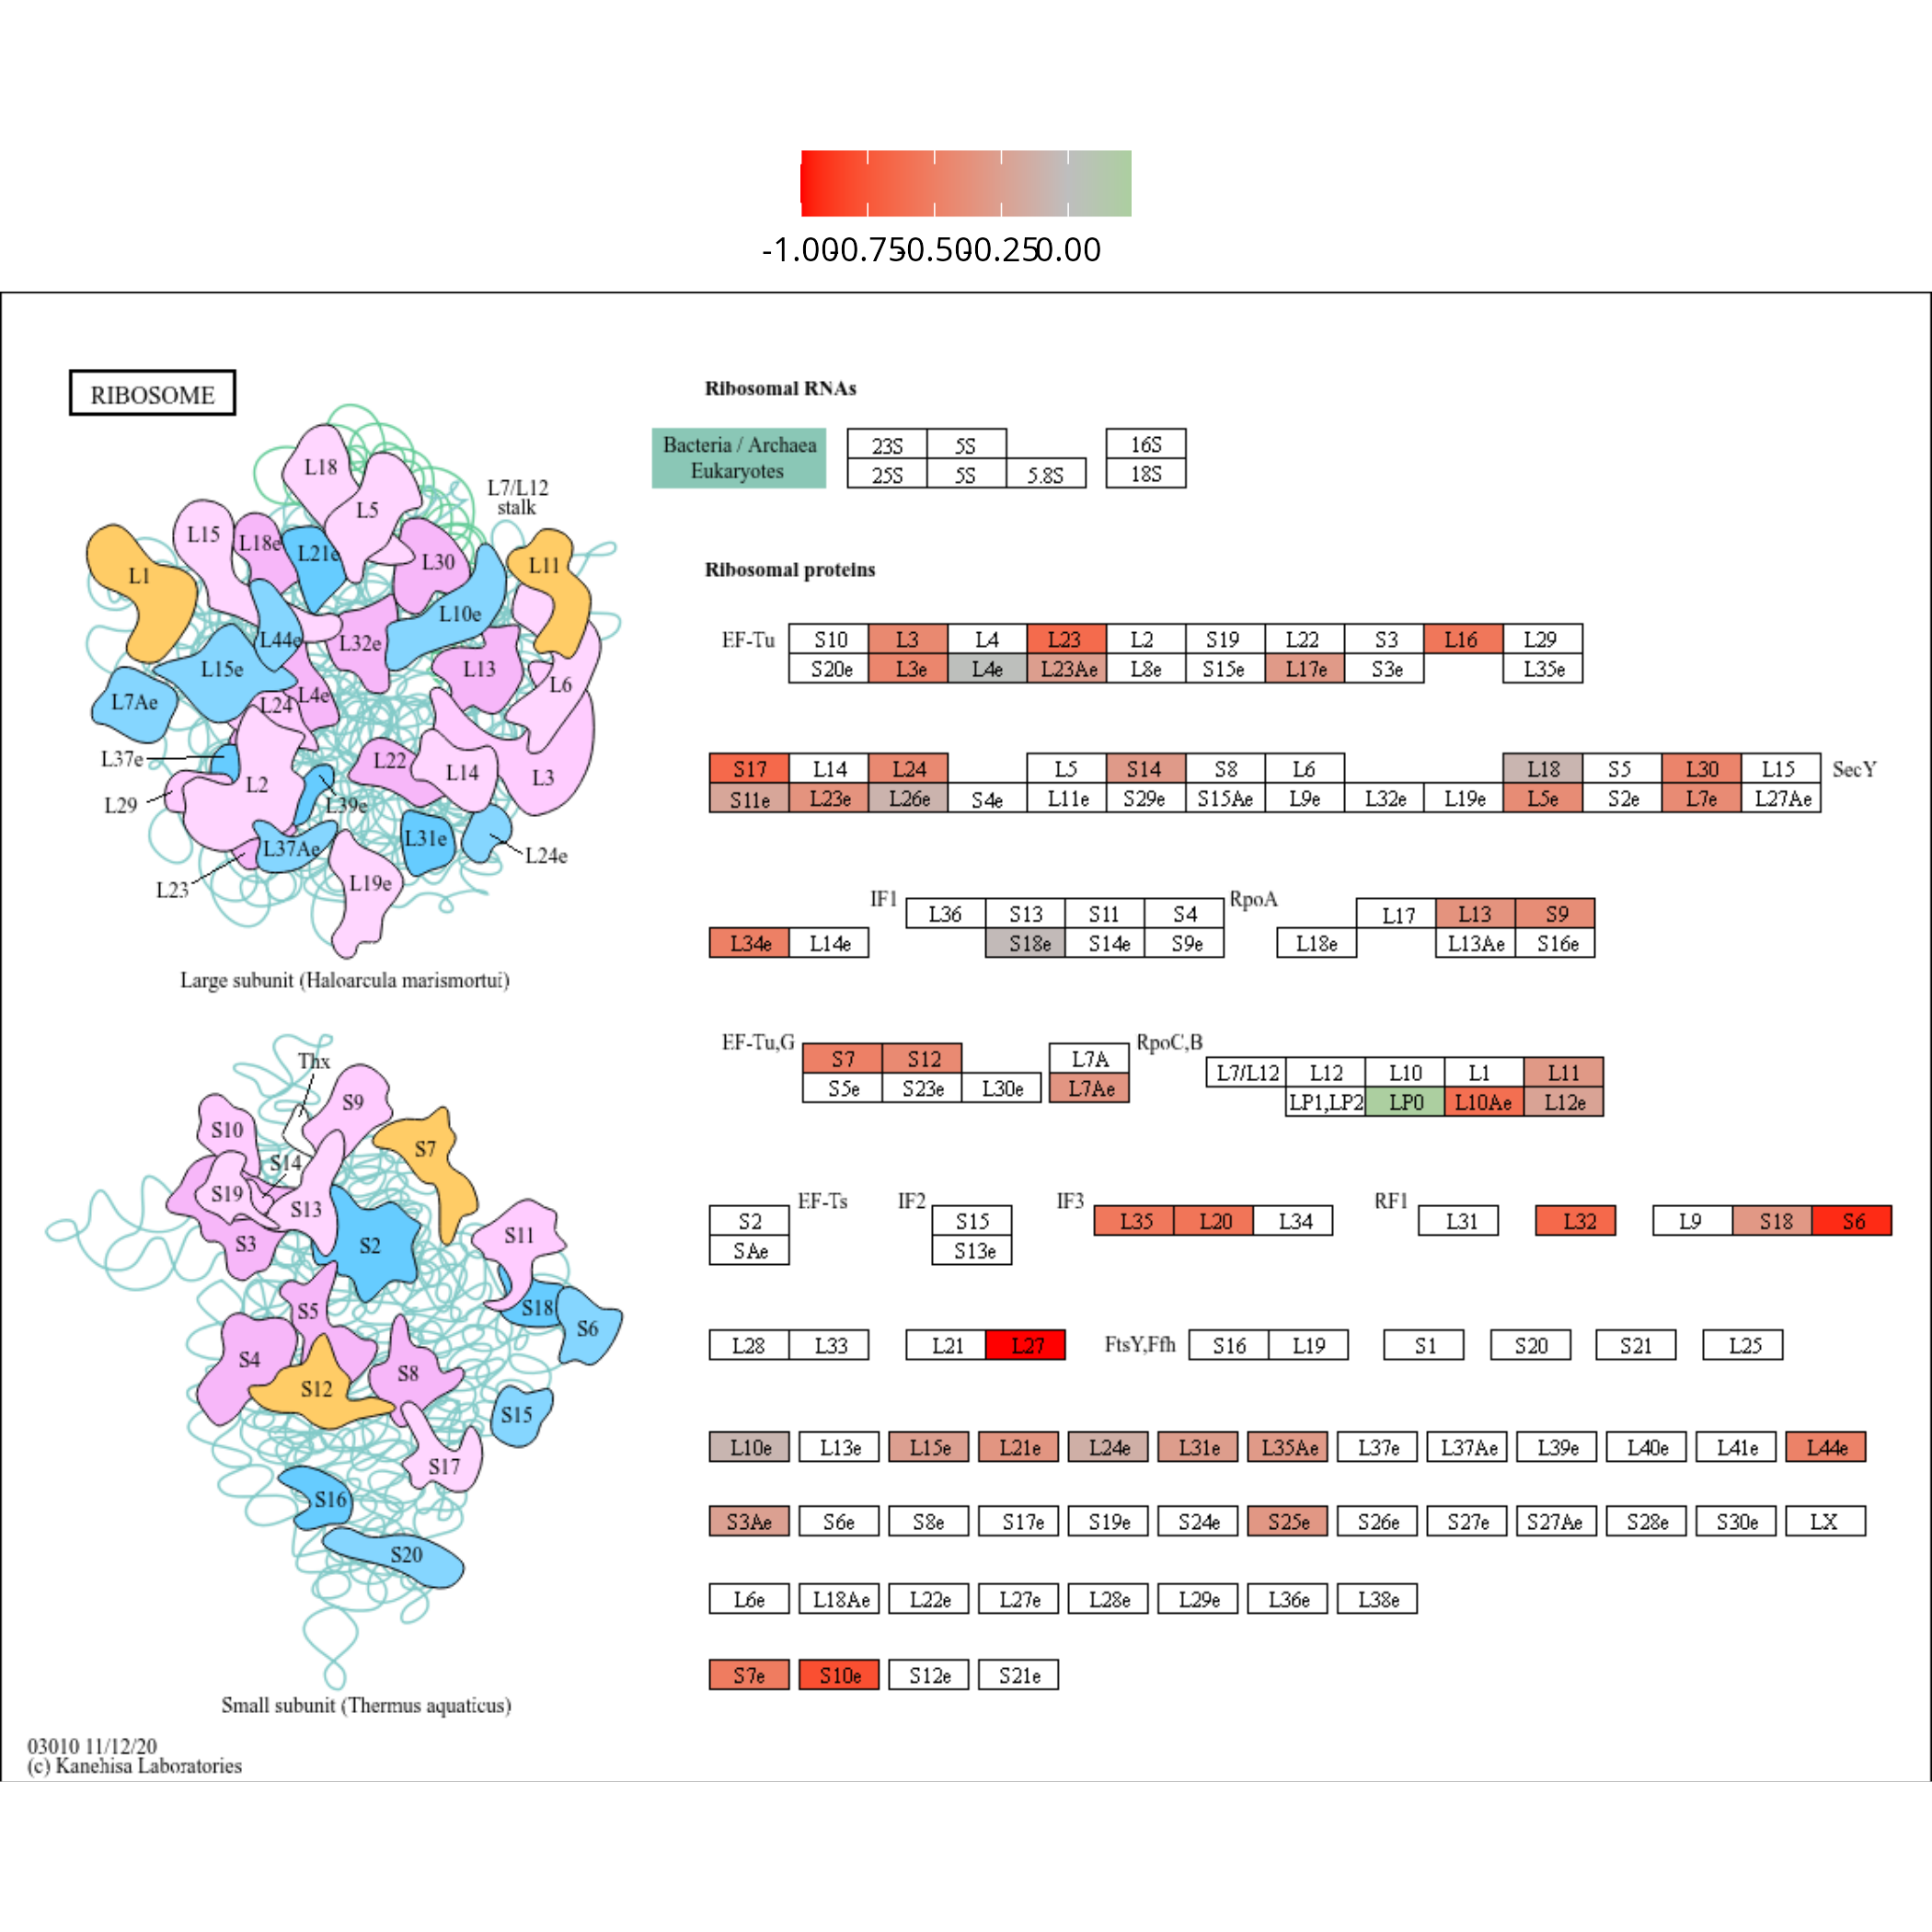 -1.00 -0.75 -0.50 -0.25 0.00
RIBOSOME
L18
L5
L7/L12
stalk
L15
L18e
L21e
L30
L11
L1
L10e
L44e
L32e
L15e
L13
L6
L7Ae
L24
L4e
L37e
L2
L22
L14
L3
L29
L39e
L31e
L37Ae
L24e
L23
L19e
Large subunit (Haloarcula marismortui)
Thx
S9
S10
S7
S14
S19
S13
S11
S3
S2
S5
S18
S6
S4
S12
S8
S15
S17
S16
S20
Small subunit (Thermus aquaticus)
03010 11/12/20
(c) Kanehisa Laboratories
Ribosomal RNAs
Bacteria / Archaea 23S 5S 16S
Eukaryotes 25S 5S 5.8S 18S
Ribosomal proteins
EF-Tu S10 L3 L4 L23 L2 S19 L22 S3 L16 L29
S20e L3e L4e L23Ae L8e S15e L17e S3e L35e
S17 L14 L24 L5 S14 S8 L6 L18 S5 L30 L15 SecY
S11e L23e L26e S4e L11e S29e S15Ae L9e L32e L19e L5e S2e L7e L27Ae
IF1 L36 S13 S11 S4 RpoA L17 L13 S9
L34e L14e S18e S14e S9e L18e L13Ae S16e
EF-Tu,G S7 S12 L7A RpoC,B L7/L12 L12 L10 L1 L11
S5e S23e L30e L7Ae LP1,LP2 LP0 L10Ae L12e
S2 EF-Ts IF2 S15 IF3 L35 L20 L34 RF1 L31 L32 L9 S18 S6
SAe S13e
L28 L33 L21 L27 FtsY,Ffh S16 L19 S1 S20 S21 L25
L10e L13e L15e L21e L24e L31e L35Ae L37e L37Ae L39e L40e L41e L44e
S3Ae S6e S8e S17e S19e S24e S25e S26e S27e S27Ae S28e S30e LX
L6e L18Ae L22e L27e L28e L29e L36e L38e
S7e S10e S12e S21e